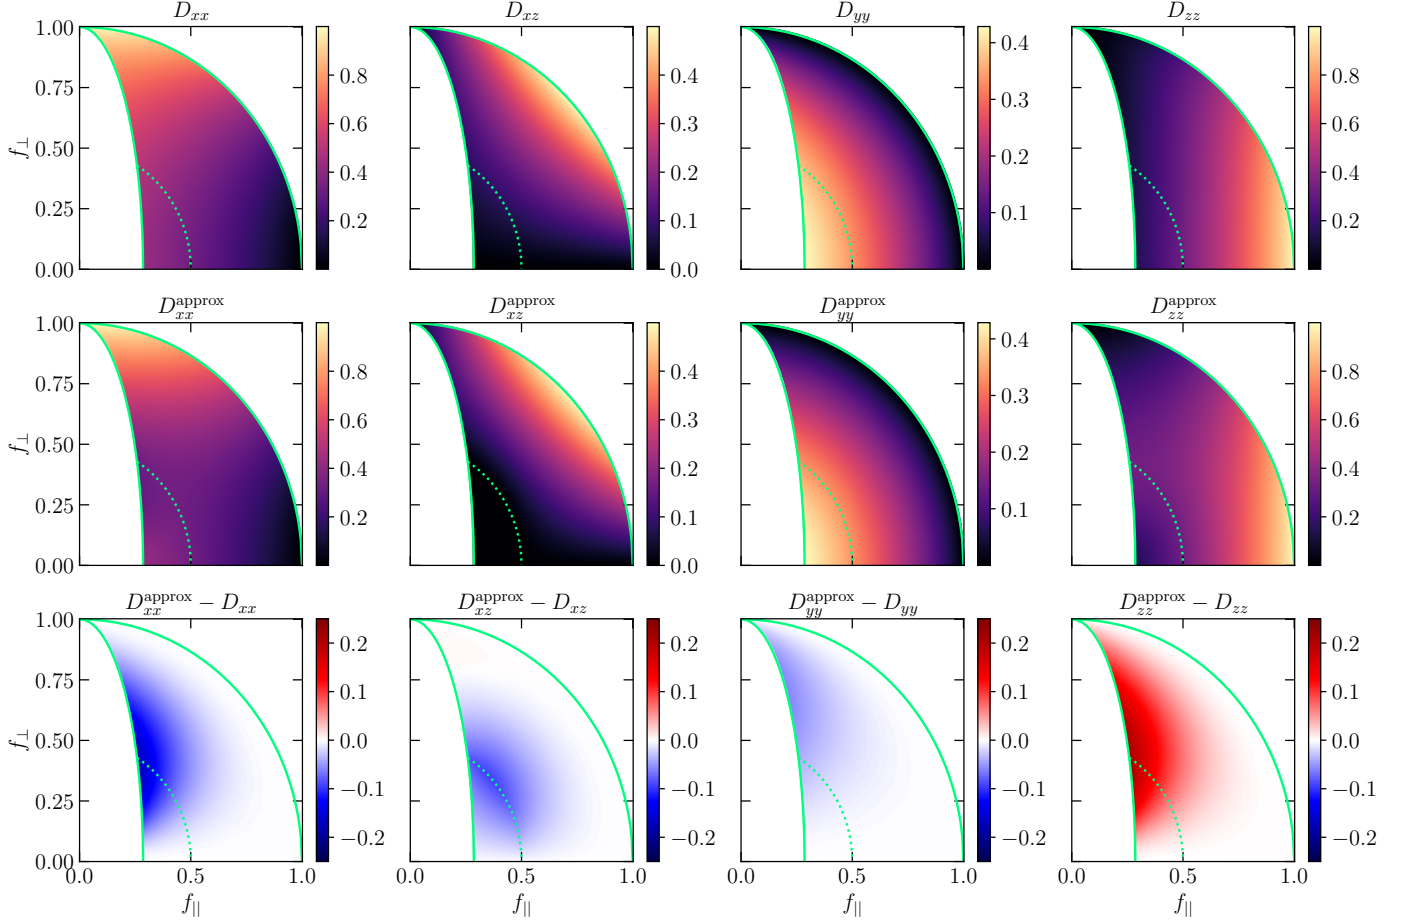 D_xx D_xz D_yy D_zz
1.00 0.75 0.50 0.25 0.00 f_⊥
0.8 0.6 0.4 0.2
0.4 0.3 0.2 0.1 0.0
0.4 0.3 0.2 0.1
0.8 0.6 0.4 0.2
D_xx^approx D_xz^approx D_yy^approx D_zz^approx
1.00 0.75 0.50 0.25 0.00 f_⊥
0.8 0.6 0.4 0.2
0.4 0.3 0.2 0.1 0.0
0.4 0.3 0.2 0.1
0.8 0.6 0.4 0.2
D_xx^approx − D_xx D_xz^approx − D_xz D_yy^approx − D_yy D_zz^approx − D_zz
1.00 0.75 0.50 0.25 0.00 f_⊥
0.2 0.1 0.0 −0.1 −0.2
0.2 0.1 0.0 −0.1 −0.2
0.2 0.1 0.0 −0.1 −0.2
0.2 0.1 0.0 −0.1 −0.2
0.0 0.5 1.0 0.0 0.5 1.0 0.0 0.5 1.0 0.0 0.5 1.0
f_|| f_|| f_|| f_||